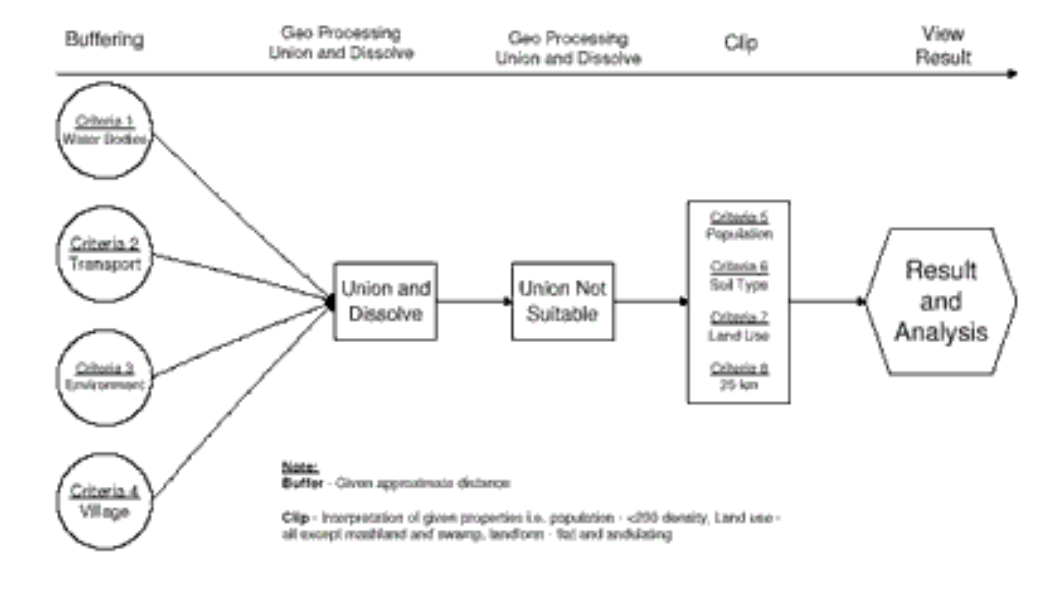 Buffering
Geo Processing
Union and Dissolve
Geo Processing
Union and Dissolve
Clip
View
Result
Criteria 1
Water Bodies
Criteria 2
Transport
Criteria 3
Environment
Criteria 4
Village
Union and
Dissolve
Union Not
Suitable
Criteria 5
Population
Criteria 6
Soil Type
Criteria 7
Land Use
Criteria 8
25 km
Result
and
Analysis
Note:
Buffer - Given approximate distance
Clip - Interpretation of given properties i.e. population - <250 density, Land use -
all except and swamp, landform - flat and